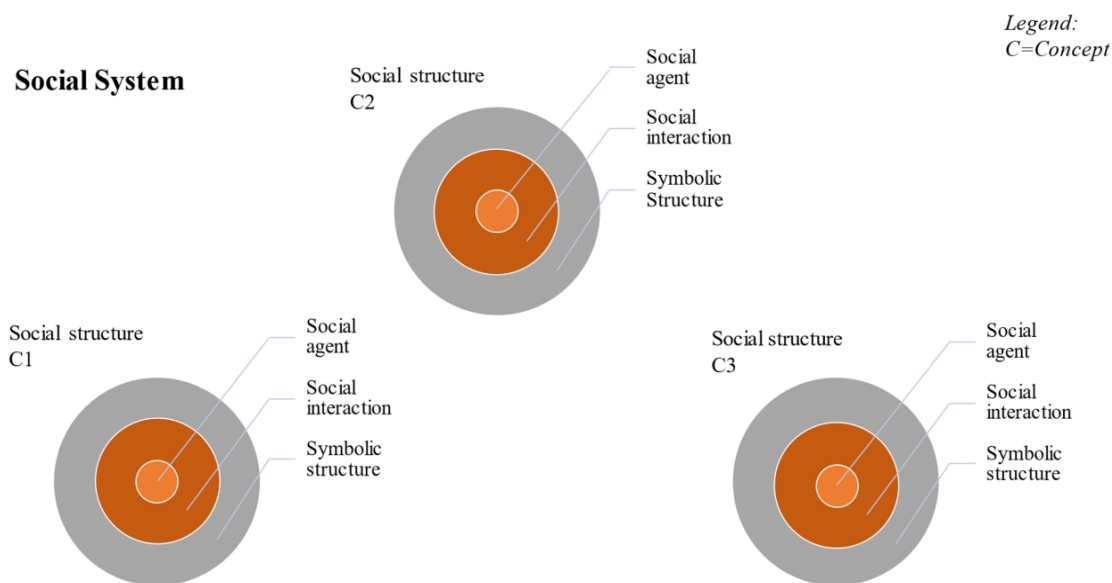 Legend:
C=Concept
Social System
Social structure
C2
Social
agent
Social
interaction
Symbolic
Structure
Social structure
C1
Social
agent
Social
interaction
Symbolic
structure
Social structure
C3
Social
agent
Social
interaction
Symbolic
structure